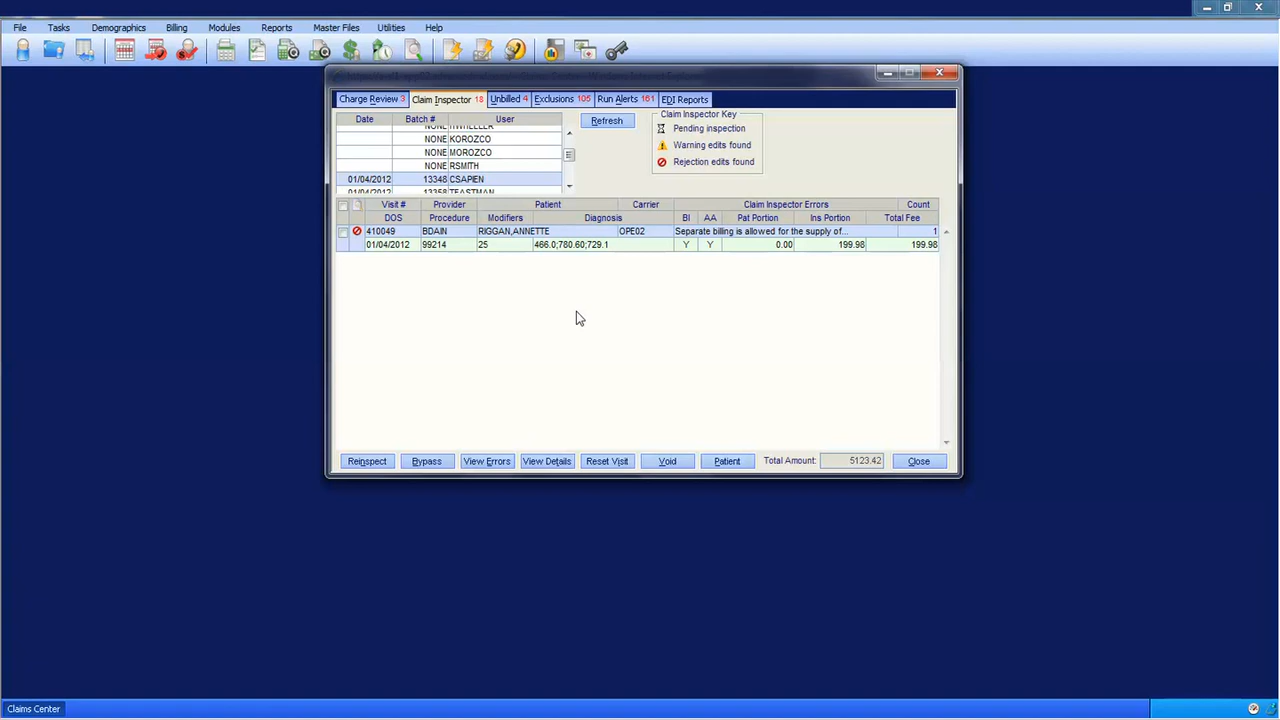 File Tasks Demographics Billing Modules Reports Master Files Utilities Help
Charge Review 3 Claim Inspector 18 Unbilled 4 Exclusions 105 Run Alerts 161 EDI Reports
Date Batch # User
NONE
NONE KOROZCO
NONE MOROZCO
NONE RSMITH
01/04/2012 13348 CSAPIEN
01/04/2012 13358 TEASTMAN
Refresh
Claim Inspector Key
Pending inspection
Warning edits found
Rejection edits found
Visit # Provider Patient Carrier Claim Inspector Errors Count
DOS Procedure Modifiers Diagnosis BI AA Pat Portion Ins Portion Total Fee
410049 BDAIN RIGGAN,ANNETTE OPE02 Separate billing is allowed for the supply of... 1
01/04/2012 99214 25 466.0;780.60;729.1 Y Y 0.00 199.98 199.98
Reinspect Bypass View Errors View Details Reset Visit Void Patient Total Amount: 5123.42 Close
Claims Center